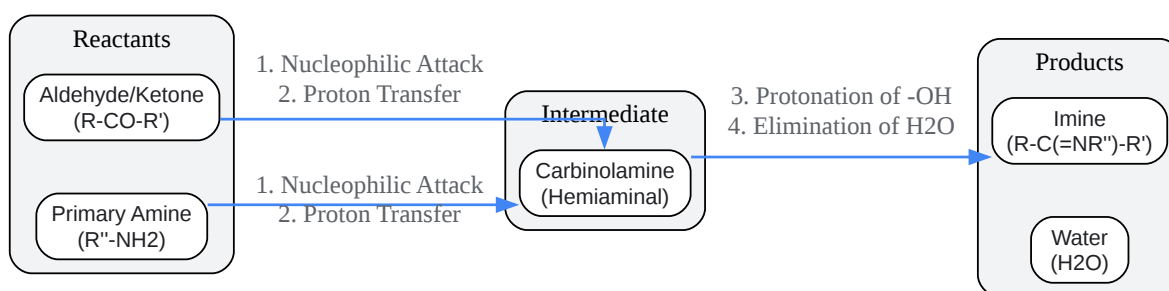 Reactants
Aldehyde/Ketone
(R-CO-R')
Primary Amine
(R"-NH2)
1. Nucleophilic Attack
2. Proton Transfer
1. Nucleophilic Attack
2. Proton Transfer
Intermediate
Carbinolamine
(Hemiaminal)
3. Protonation of -OH
4. Elimination of H2O
Products
Imine
(R-C(=NR")-R')
Water
(H2O)